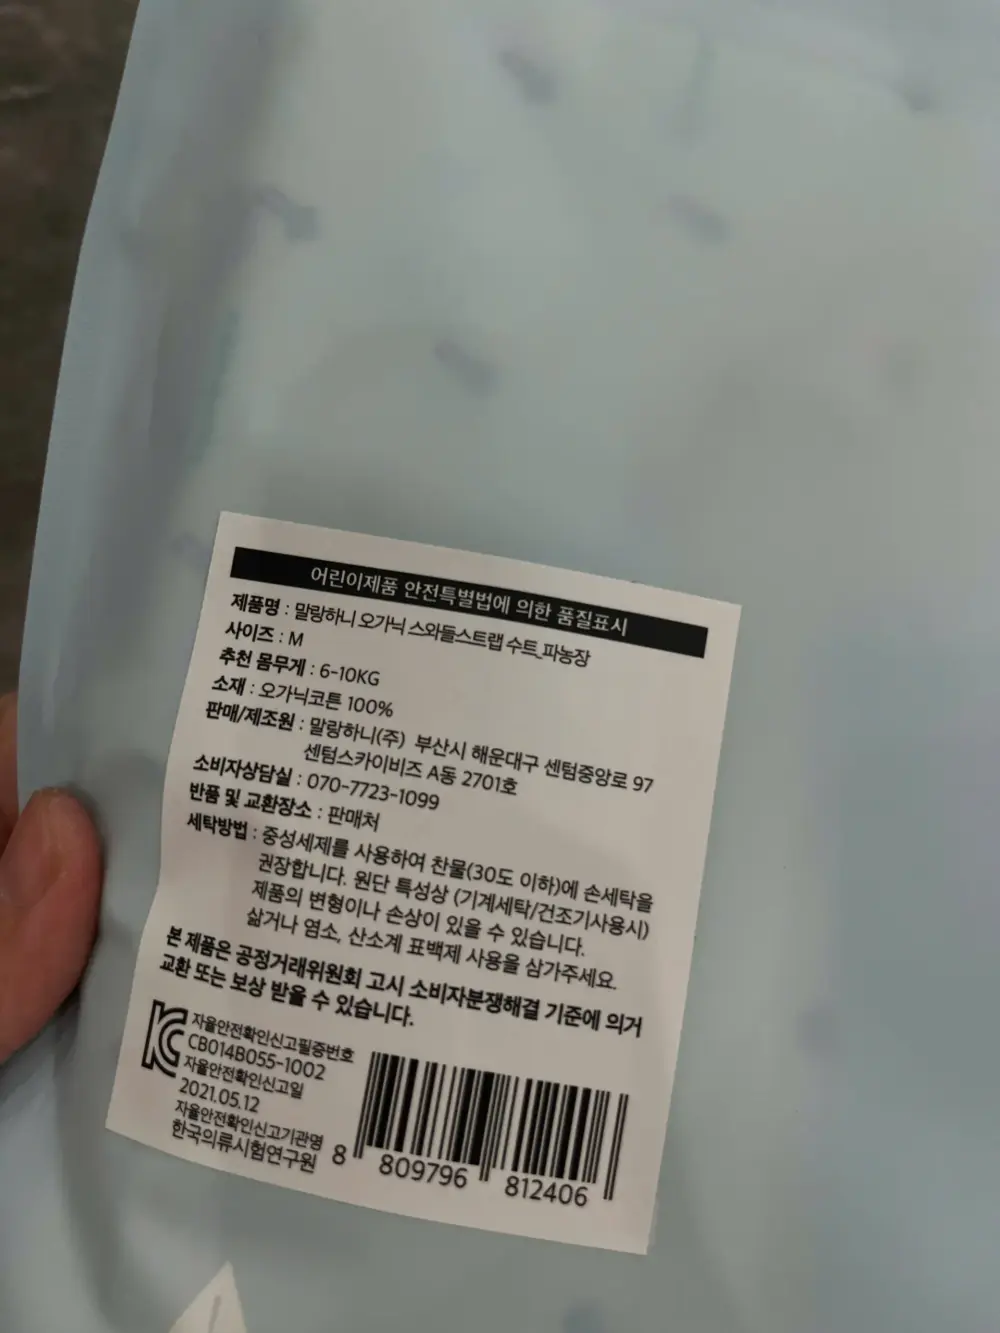 어린이제품 안전특별법에 의한 품질표시
제품명 : 말랑하니 오가닉 스와들스트랩 수트_파농장
사이즈 : M
추천 몸무게 : 6-10KG
소재 : 오가닉코튼 100%
판매/제조원 : 말랑하니(주) 부산시 해운대구 센텀중앙로 97
센텀스카이비즈 A동 2701호
소비자상담실 : 070-7723-1099
반품 및 교환장소 : 판매처
세탁방법 : 중성세제를 사용하여 찬물(30도 이하)에 손세탁을
권장합니다. 원단 특성상 (기계세탁/건조기사용시)
제품의 변형이나 손상이 있을 수 있습니다.
삶거나 염소, 산소계 표백제 사용을 삼가주세요.
본 제품은 공정거래위원회 고시 소비자분쟁해결 기준에 의거
교환 또는 보상 받을 수 있습니다.
자율안전확인신고필증번호
CB014B055-1002
자율안전확인신고일
2021.05.12
자율안전확인신고기관명
한국의류시험연구원
8 809796 812406